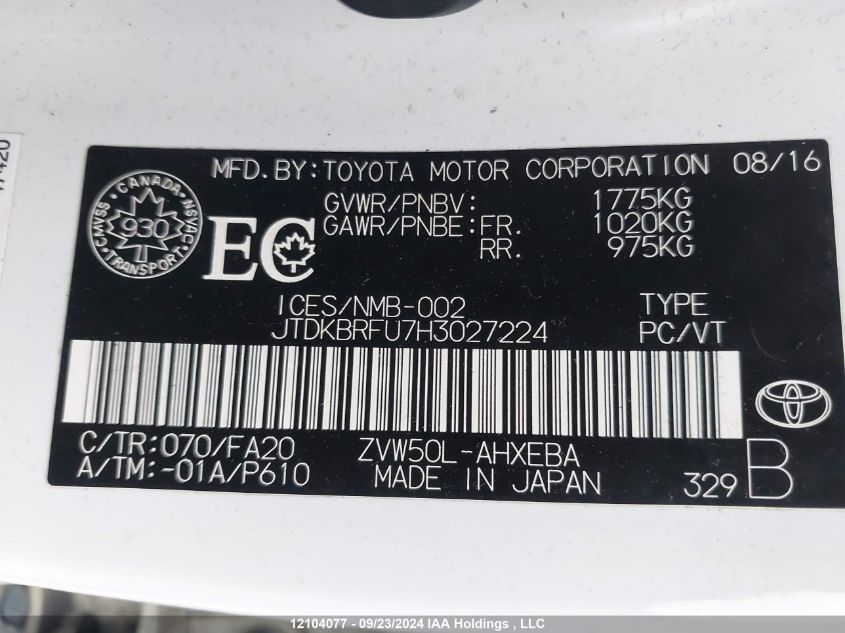 MFD.BY:TOYOTA MOTOR CORPORATION 08/16
GVWR/PNBV: 1775KG
GAWR/PNBE:FR. 1020KG
RR. 975KG
CANADA
CMVSS 930 NSVAC
TRANSPORT
EC
ICES/NMB-002 TYPE
JTDKBRFU7H3027224 PC/VT
C/TR:070/FA20 ZVW50L-AHXEBA
A/TM:-01A/P610 MADE IN JAPAN 329 B
12104077 - 09/23/2024 IAA Holdings , LLC